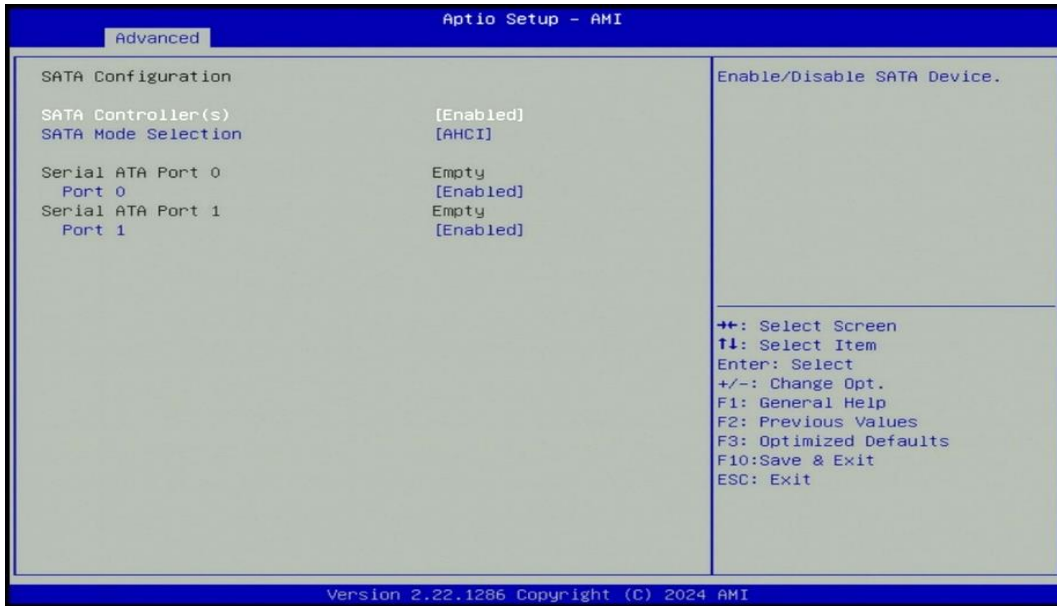 Aptio Setup - AMI
Advanced
SATA Configuration
SATA Controller(s) [Enabled]
SATA Mode Selection [AHCI]
Serial ATA Port 0 Empty
Port 0 [Enabled]
Serial ATA Port 1 Empty
Port 1 [Enabled]
Enable/Disable SATA Device.
→←: Select Screen
↑↓: Select Item
Enter: Select
+/-: Change Opt.
F1: General Help
F2: Previous Values
F3: Optimized Defaults
F10:Save & Exit
ESC: Exit
Version 2.22.1286 Copyright (C) 2024 AMI